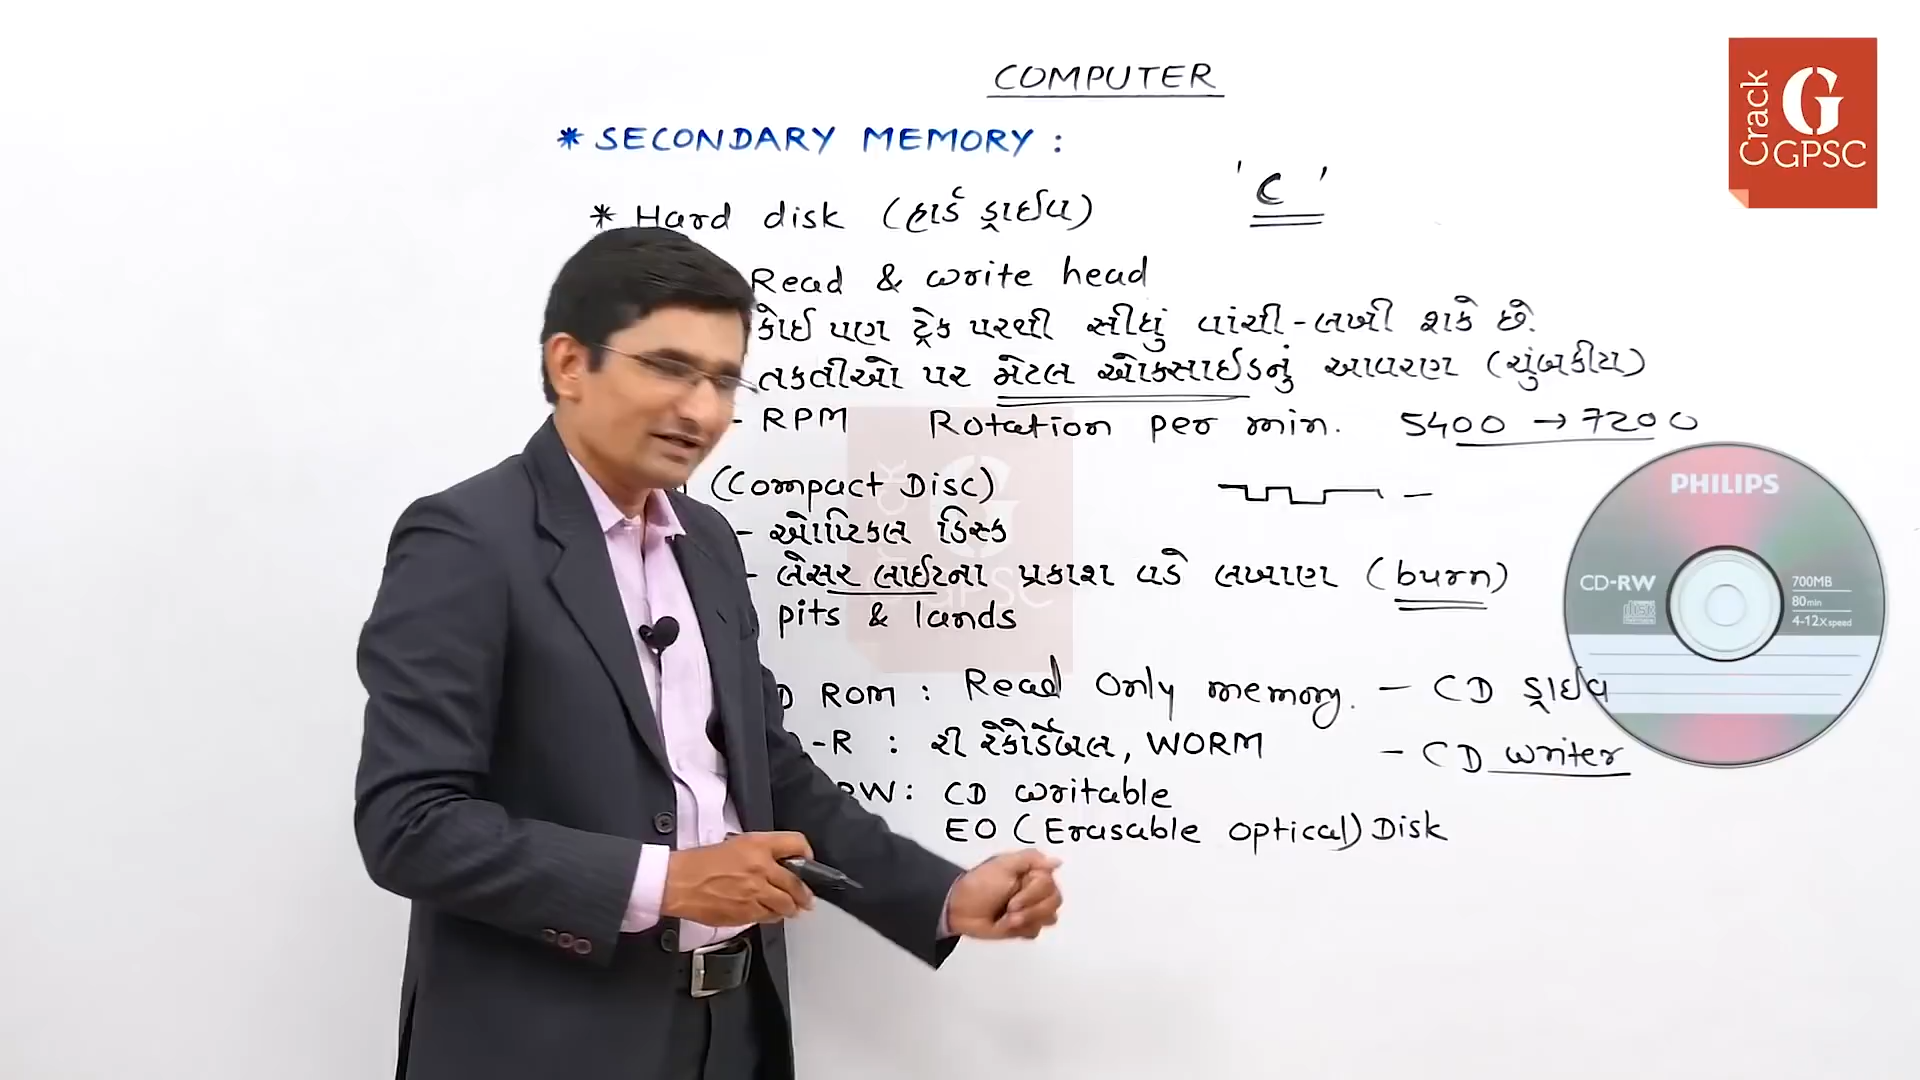 COMPUTER
Crack
G
GPSC
* SECONDARY MEMORY :
'C'
* Hard disk (હાર્ડ ડ્રાઈવ)
Read & write head
કોઈ પણ ટ્રેક પરથી સીધું વાંચી-લખી શકે છે.
તકતીઓ પર મેટલ ઓક્સાઈડનું આવરણ (ચુંબકીય)
- RPM Rotation per min. 5400 → 7200
(Compact Disc)
- ઓપ્ટિકલ ડિસ્ક
- લેસર લાઈટના પ્રકાશ વડે લખાણ (burn)
pits & lands
ROM : Read Only memory. - CD ડ્રાઈવ
-R : રી રેકોર્ડેબલ, WORM - CD writer
RW: CD writable
EO (Erasable optical) Disk
PHILIPS
CD-RW
disc
700MB
80min
4-12x speed